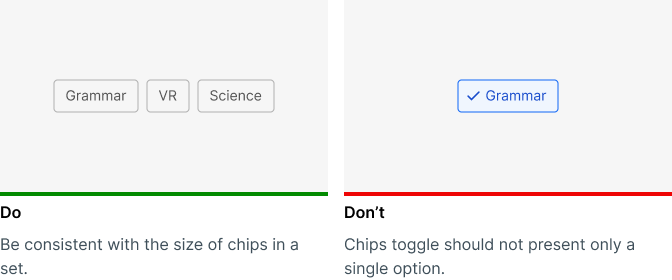 Grammar
VR
Science
Grammar
Do
Be consistent with the size of chips in a
set.
Don’t
Chips toggle should not present only a
single option.